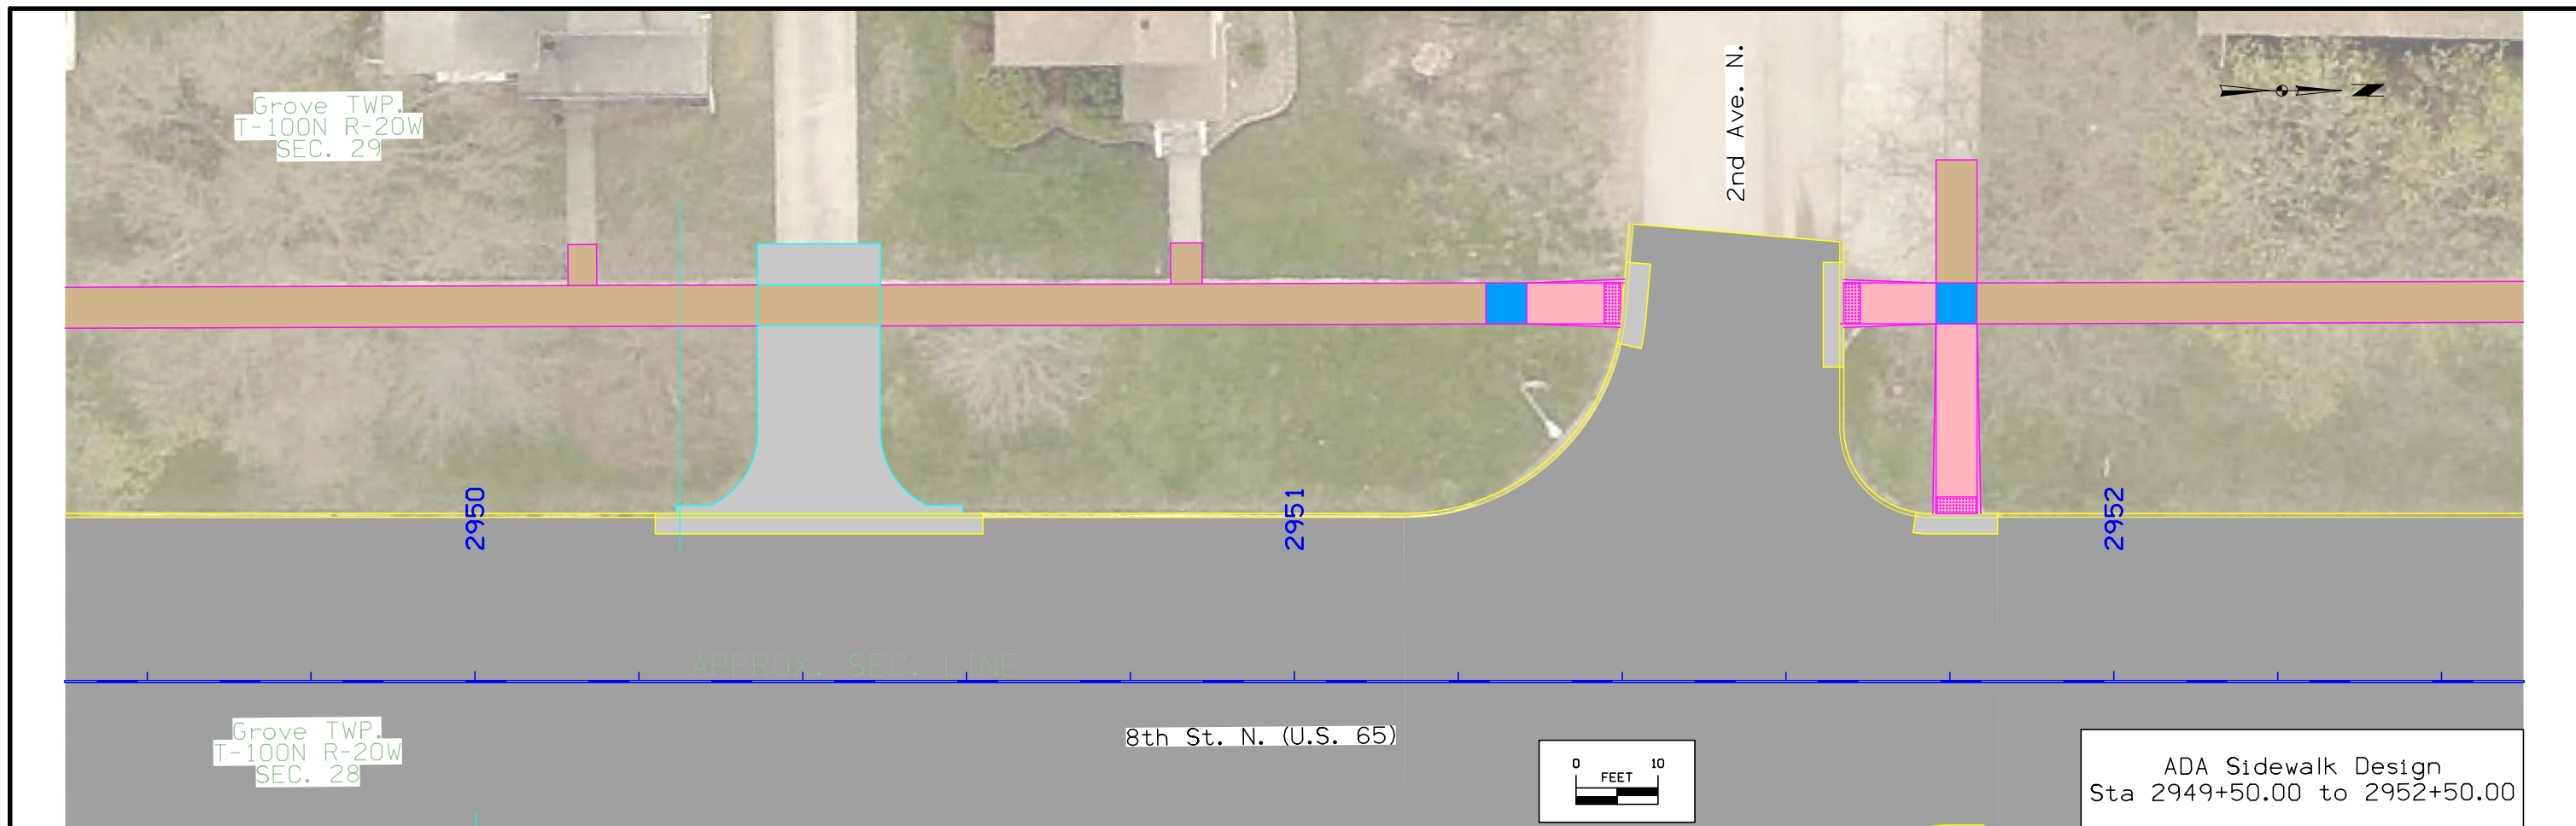 Grove TWP.
T-100N R-20W
SEC. 29
2nd Ave. N.
2950
2951
2952
APPROX. SEC. LINE
Grove TWP.
T-100N R-20W
SEC. 28
8th St. N. (U.S. 65)
0 10
FEET
ADA Sidewalk Design
Sta 2949+50.00 to 2952+50.00